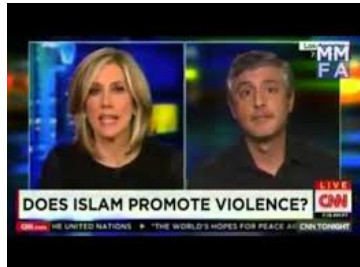 MM
FA
DOES ISLAM PROMOTE VIOLENCE?
LIVE
CNN
HE UNITED NATIONS ▶ "THE WORLD'S HOPES FOR PEACE A
CNN TONIGHT